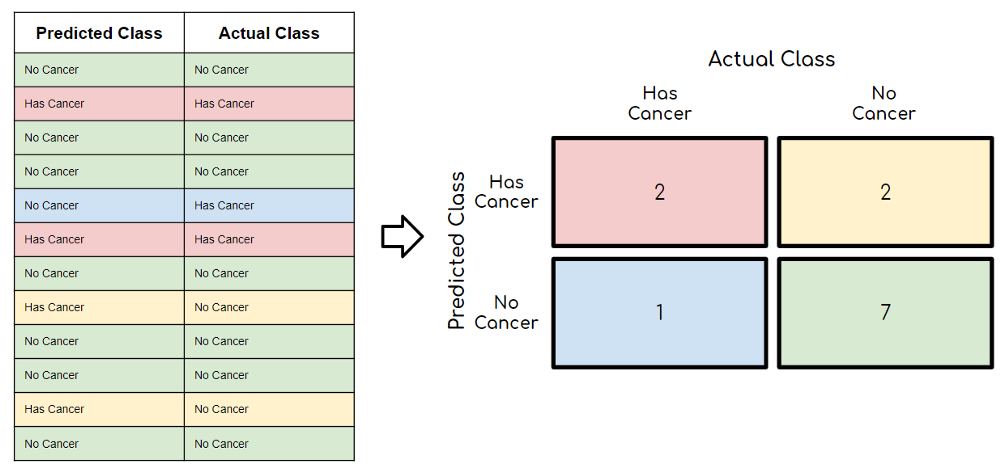 Predicted Class Actual Class
No Cancer No Cancer
Has Cancer Has Cancer
No Cancer No Cancer
No Cancer No Cancer
No Cancer Has Cancer
Has Cancer Has Cancer
No Cancer No Cancer
Has Cancer No Cancer
No Cancer No Cancer
No Cancer No Cancer
Has Cancer No Cancer
No Cancer No Cancer
Actual Class
Has
Cancer
No
Cancer
Predicted Class
Has
Cancer
2 2
No
Cancer
1 7